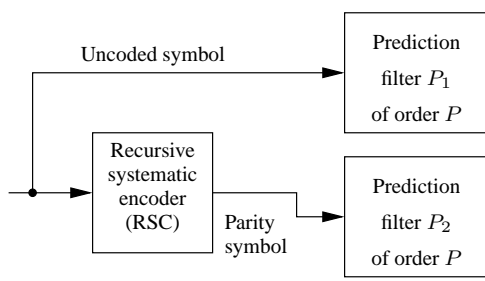 Uncoded symbol
Prediction
filter P₁
of order P
Recursive
systematic
encoder
(RSC)
Parity
symbol
Prediction
filter P₂
of order P